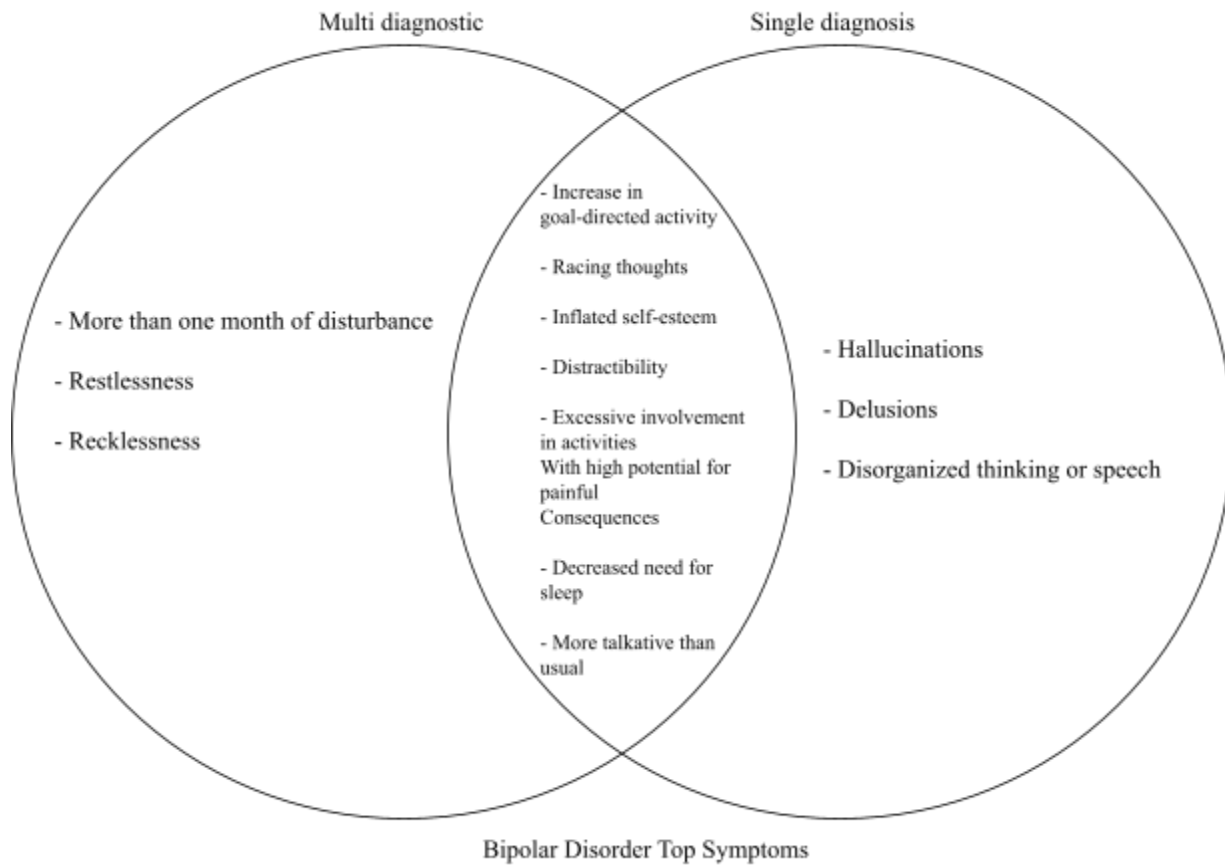 Multi diagnostic
Single diagnosis
- More than one month of disturbance
- Restlessness
- Recklessness
- Increase in
goal-directed activity
- Racing thoughts
- Inflated self-esteem
- Distractibility
- Excessive involvement
in activities
With high potential for
painful
Consequences
- Decreased need for
sleep
- More talkative than
usual
- Hallucinations
- Delusions
- Disorganized thinking or speech
Bipolar Disorder Top Symptoms